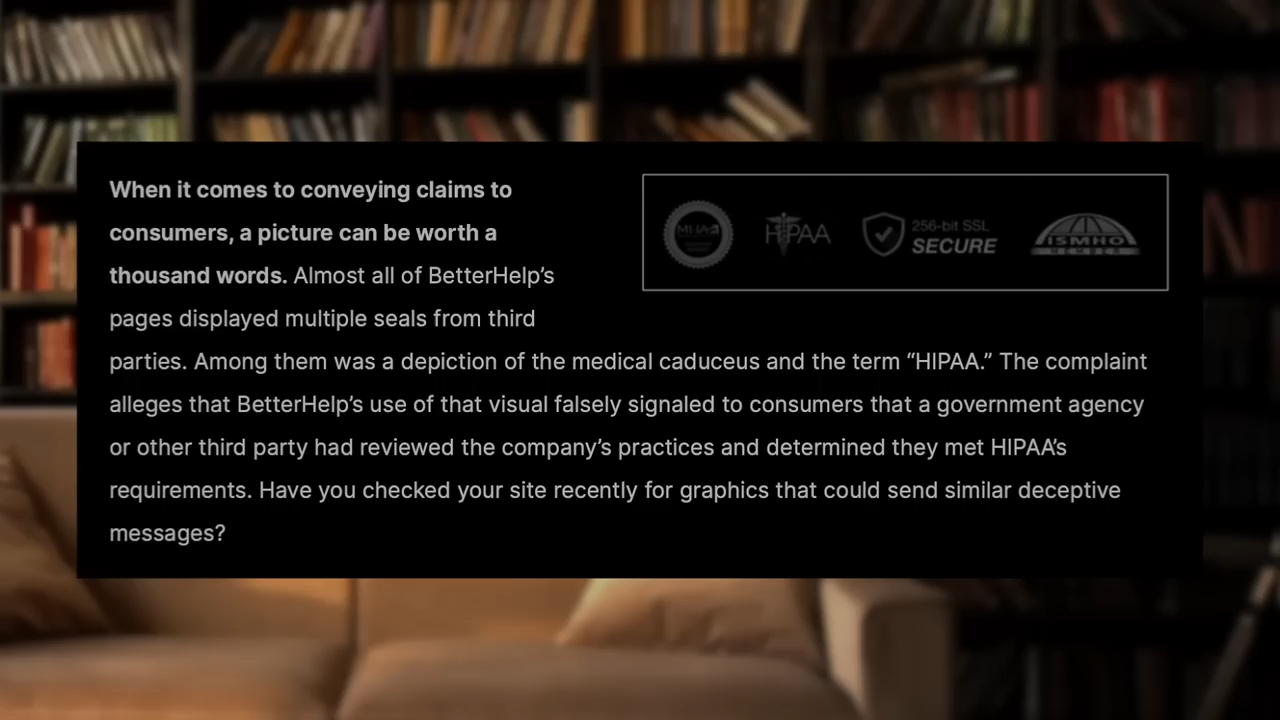 When it comes to conveying claims to
consumers, a picture can be worth a
thousand words. Almost all of BetterHelp’s
pages displayed multiple seals from third
parties. Among them was a depiction of the medical caduceus and the term “HIPAA.” The complaint
alleges that BetterHelp’s use of that visual falsely signaled to consumers that a government agency
or other third party had reviewed the company’s practices and determined they met HIPAA’s
requirements. Have you checked your site recently for graphics that could send similar deceptive
messages?
HIPAA
256-bit SSL
SECURE
ISMHO
MEMBER